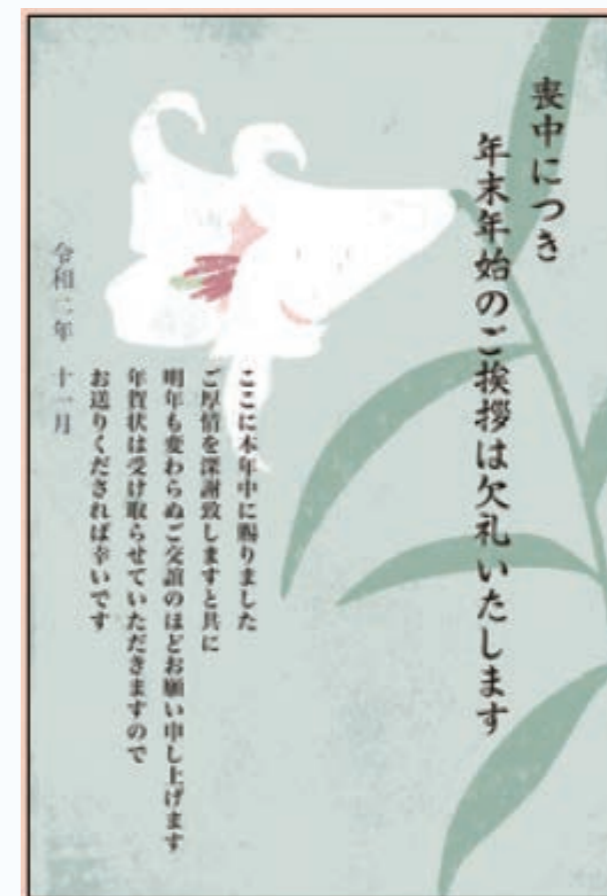 喪中につき
年末年始のご挨拶は欠礼いたします
ここに本年中に賜りました
ご厚情を深謝致しますと共に
明年も変わらぬご交誼のほどお願い申し上げます
年賀状は受け取らせていただきますので
お送りくだされば幸いです
令和二年 十一月